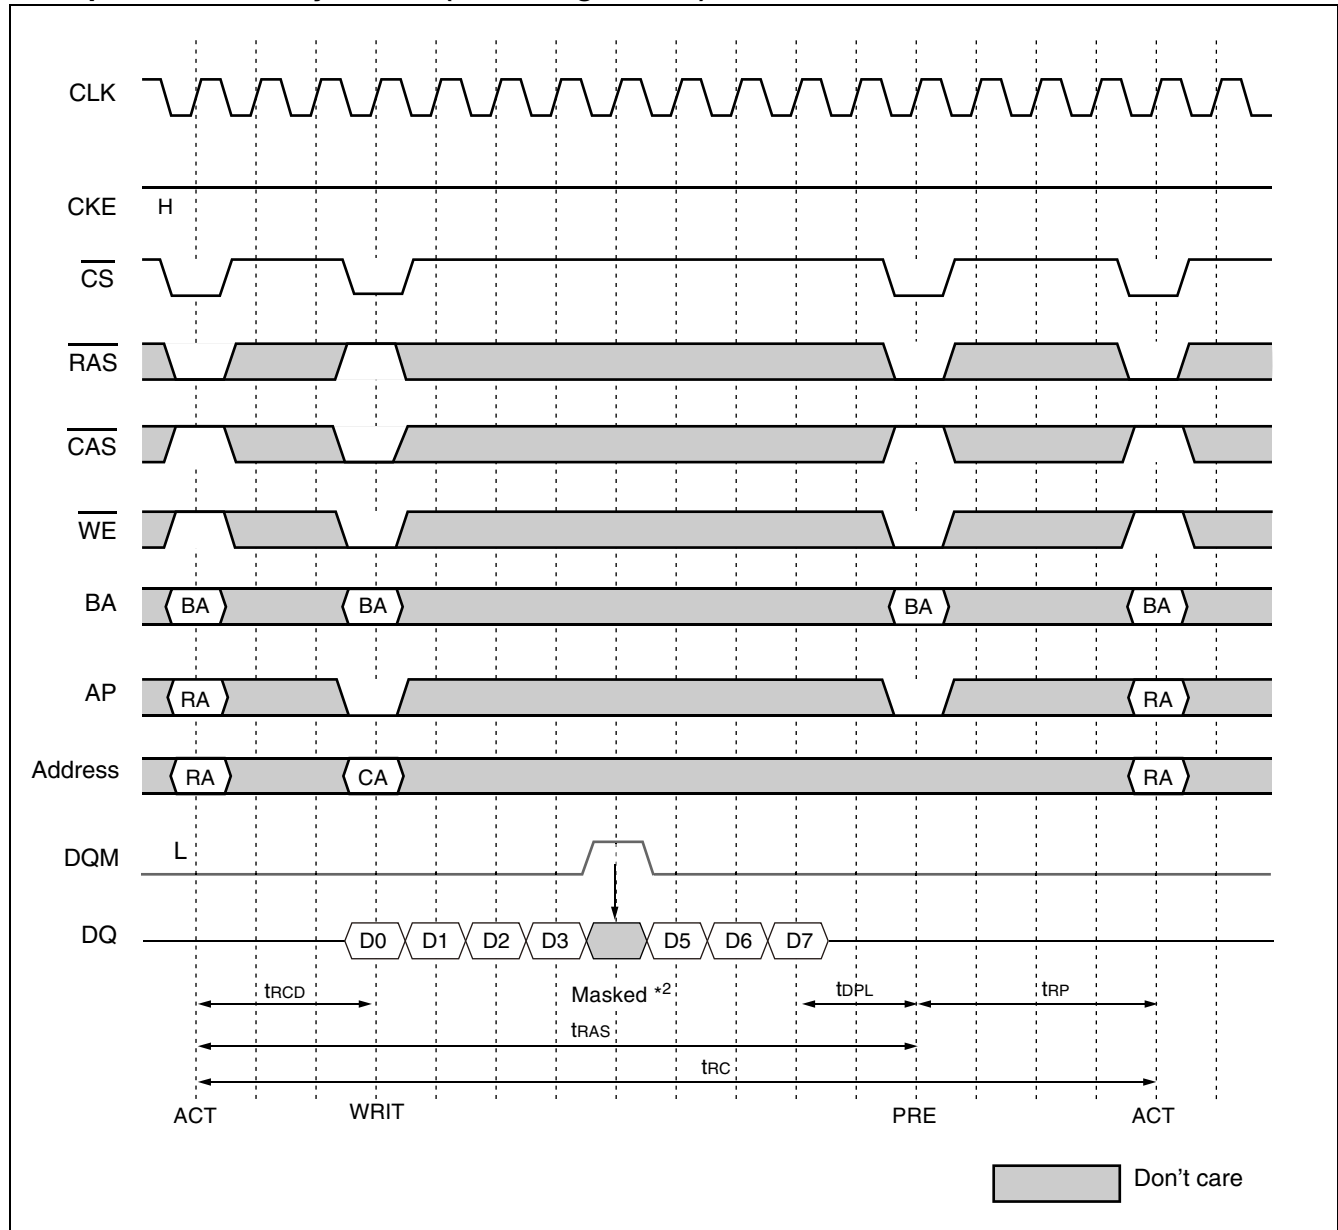 CLK
CKE H
CS
RAS
CAS
WE
BA BA BA BA BA
AP RA RA
Address RA CA RA
DQM L
DQ D0 D1 D2 D3 D5 D6 D7
tRCD Masked *2 tDPL tRP
tRAS
tRC
ACT WRIT PRE ACT
Don't care